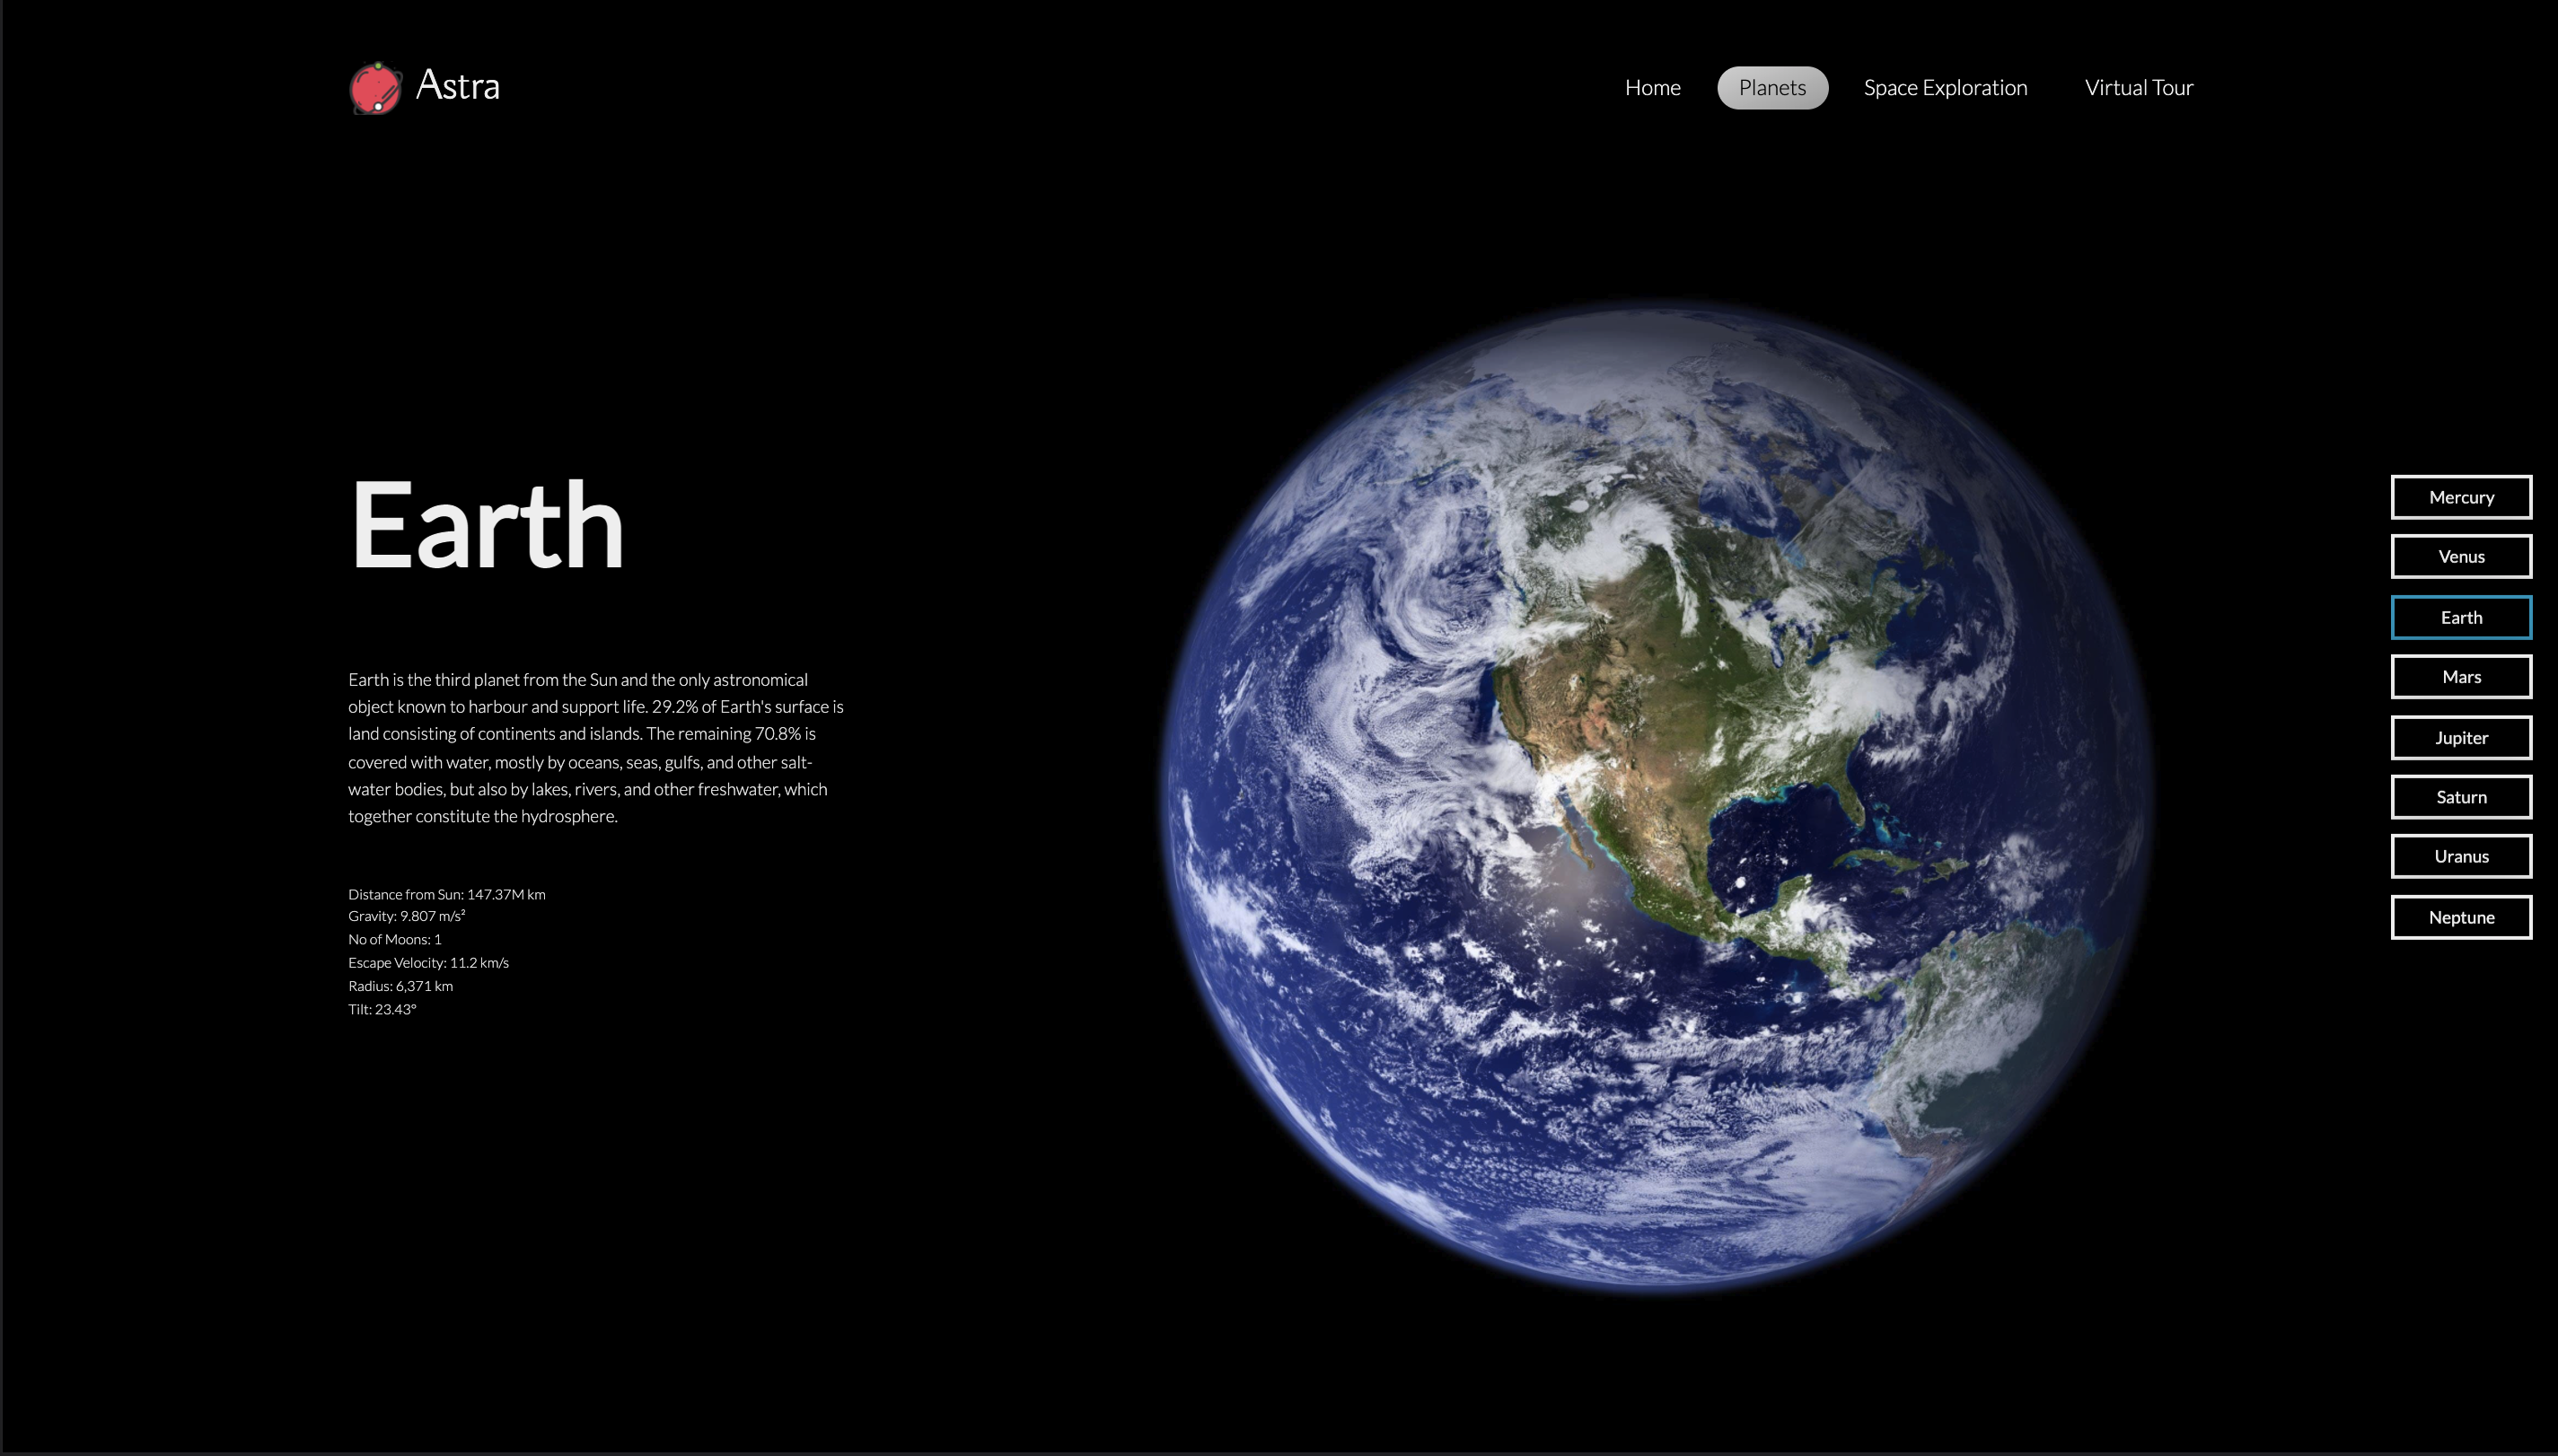 Astra
Home
Planets
Space Exploration
Virtual Tour
Earth
Earth is the third planet from the Sun and the only astronomical
object known to harbour and support life. 29.2% of Earth's surface is
land consisting of continents and islands. The remaining 70.8% is
covered with water, mostly by oceans, seas, gulfs, and other salt-
water bodies, but also by lakes, rivers, and other freshwater, which
together constitute the hydrosphere.
Distance from Sun: 147.37M km
Gravity: 9.807 m/s²
No of Moons: 1
Escape Velocity: 11.2 km/s
Radius: 6,371 km
Tilt: 23.43°
Mercury
Venus
Earth
Mars
Jupiter
Saturn
Uranus
Neptune